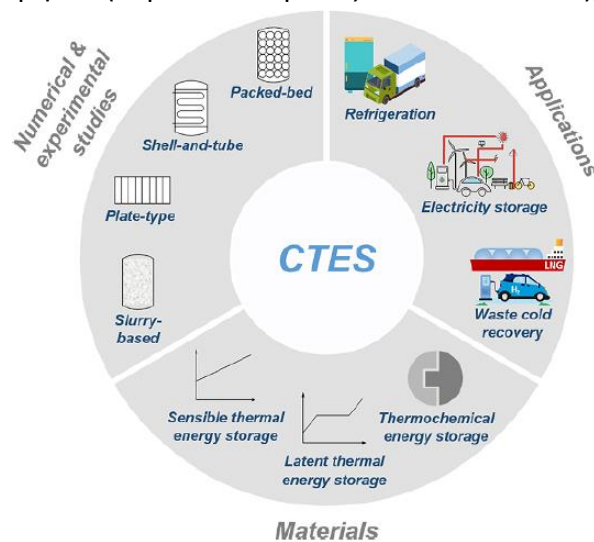 Numerical &
experimental
studies
Packed-bed
Shell-and-tube
Plate-type
Slurry-
based
Applications
Refrigeration
Electricity storage
LNG
H₂
Waste cold
recovery
CTES
Sensible thermal
energy storage
Latent thermal
energy storage
Thermochemical
energy storage
Materials